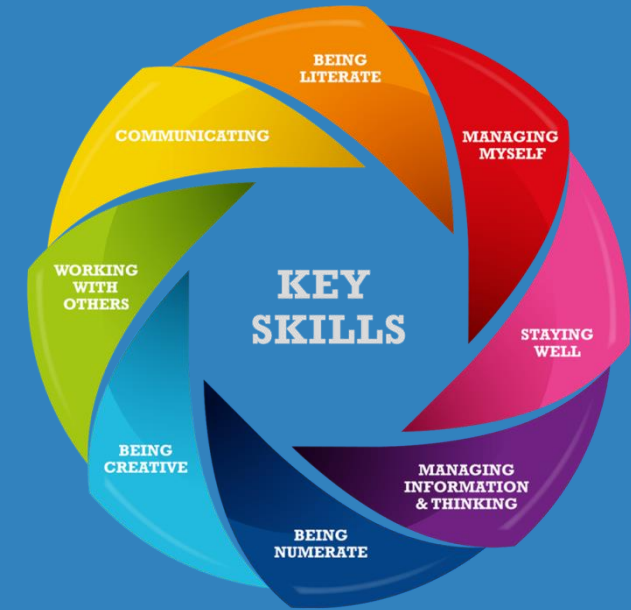 BEING
LITERATE
MANAGING
MYSELF
STAYING
WELL
MANAGING
INFORMATION
& THINKING
BEING
NUMERATE
BEING
CREATIVE
WORKING
WITH
OTHERS
COMMUNICATING
KEY
SKILLS